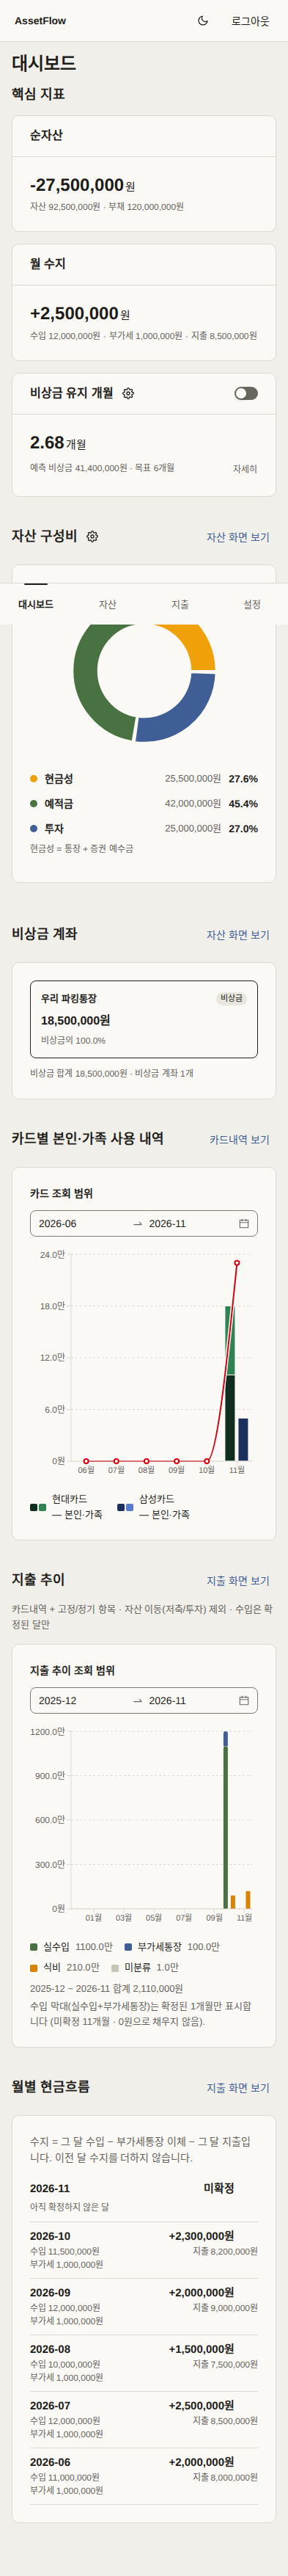 AssetFlow
로그아웃
대시보드
핵심 지표
순자산
-27,500,000원
자산 92,500,000원 · 부채 120,000,000원
월 수지
+2,500,000원
수입 12,000,000원 · 부가세 1,000,000원 · 지출 8,500,000원
비상금 유지 개월
2.68개월
예측 비상금 41,400,000원 · 목표 6개월
자세히
자산 구성비
자산 화면 보기
대시보드
자산
지출
설정
현금성 25,500,000원 27.6%
예적금 42,000,000원 45.4%
투자 25,000,000원 27.0%
현금성 = 통장 + 증권 예수금
비상금 계좌
자산 화면 보기
우리 파킹통장
비상금
18,500,000원
비상금의 100.0%
비상금 합계 18,500,000원 · 비상금 계좌 1개
카드별 본인·가족 사용 내역
카드내역 보기
카드 조회 범위
2026-06
2026-11
24.0만
18.0만
12.0만
6.0만
0원
06월 07월 08월 09월 10월 11월
현대카드
— 본인·가족
삼성카드
— 본인·가족
지출 추이
지출 화면 보기
카드내역 + 고정/정기 항목 · 자산 이동(저축/투자) 제외 · 수입은 확
정된 달만
지출 추이 조회 범위
2025-12
2026-11
1200.0만
900.0만
600.0만
300.0만
0원
01월 03월 05월 07월 09월 11월
실수입 1100.0만
부가세통장 100.0만
식비 210.0만
미분류 1.0만
2025-12 ~ 2026-11 합계 2,110,000원
수입 막대(실수입+부가세통장)는 확정된 1개월만 표시합
니다 (미확정 11개월 · 0원으로 채우지 않음).
월별 현금흐름
지출 화면 보기
수지 = 그 달 수입 − 부가세통장 이체 − 그 달 지출입
니다. 이전 달 수지를 더하지 않습니다.
2026-11
미확정
아직 확정하지 않은 달
2026-10
+2,300,000원
수입 11,500,000원
지출 8,200,000원
부가세 1,000,000원
2026-09
+2,000,000원
수입 12,000,000원
지출 9,000,000원
부가세 1,000,000원
2026-08
+1,500,000원
수입 10,000,000원
지출 7,500,000원
부가세 1,000,000원
2026-07
+2,500,000원
수입 12,000,000원
지출 8,500,000원
부가세 1,000,000원
2026-06
+2,000,000원
수입 11,000,000원
지출 8,000,000원
부가세 1,000,000원